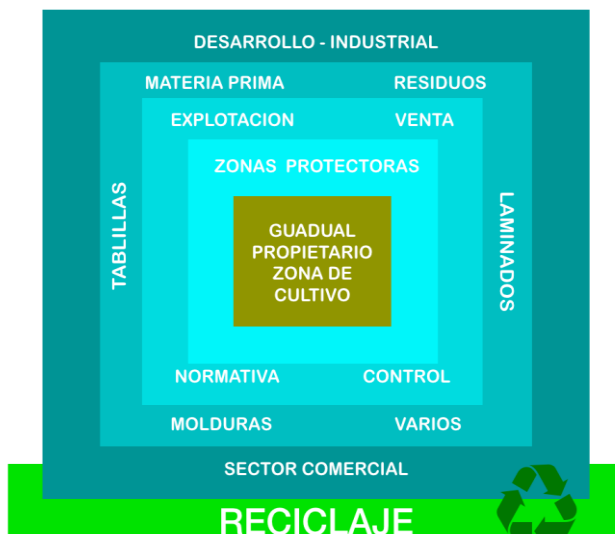 DESARROLLO - INDUSTRIAL
MATERIA PRIMA RESIDUOS
EXPLOTACION VENTA
ZONAS PROTECTORAS
TABLILLAS
GUADUAL
PROPIETARIO
ZONA DE
CULTIVO
LAMINADOS
NORMATIVA CONTROL
MOLDURAS VARIOS
SECTOR COMERCIAL
RECICLAJE